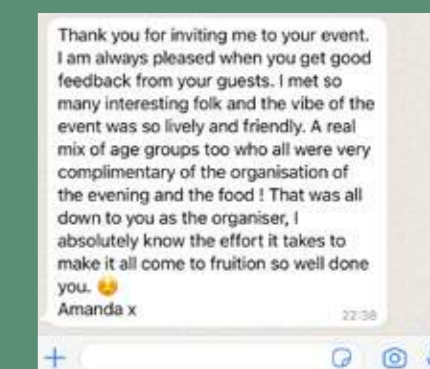 Thank you for inviting me to your event.
I am always pleased when you get good
feedback from your guests. I met so
many interesting folk and the vibe of the
event was so lively and friendly. A real
mix of age groups too who all were very
complimentary of the organisation of
the evening and the food ! That was all
down to you as the organiser, I
absolutely know the effort it takes to
make it all come to fruition so well done
you. ☺️
Amanda x
22:38